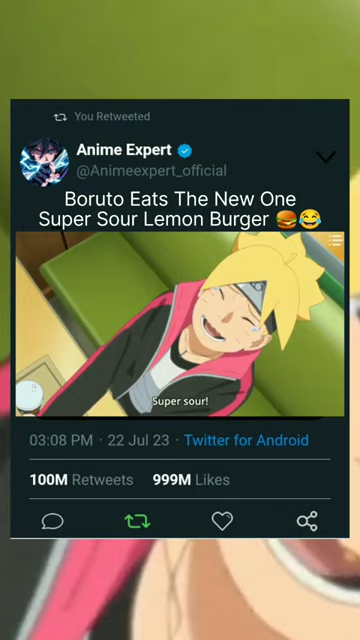 You Retweeted
Anime Expert
@Animeexpert_official
Boruto Eats The New One
Super Sour Lemon Burger 🍔😂
Super sour!
03:08 PM · 22 Jul 23 · Twitter for Android
100M Retweets 999M Likes